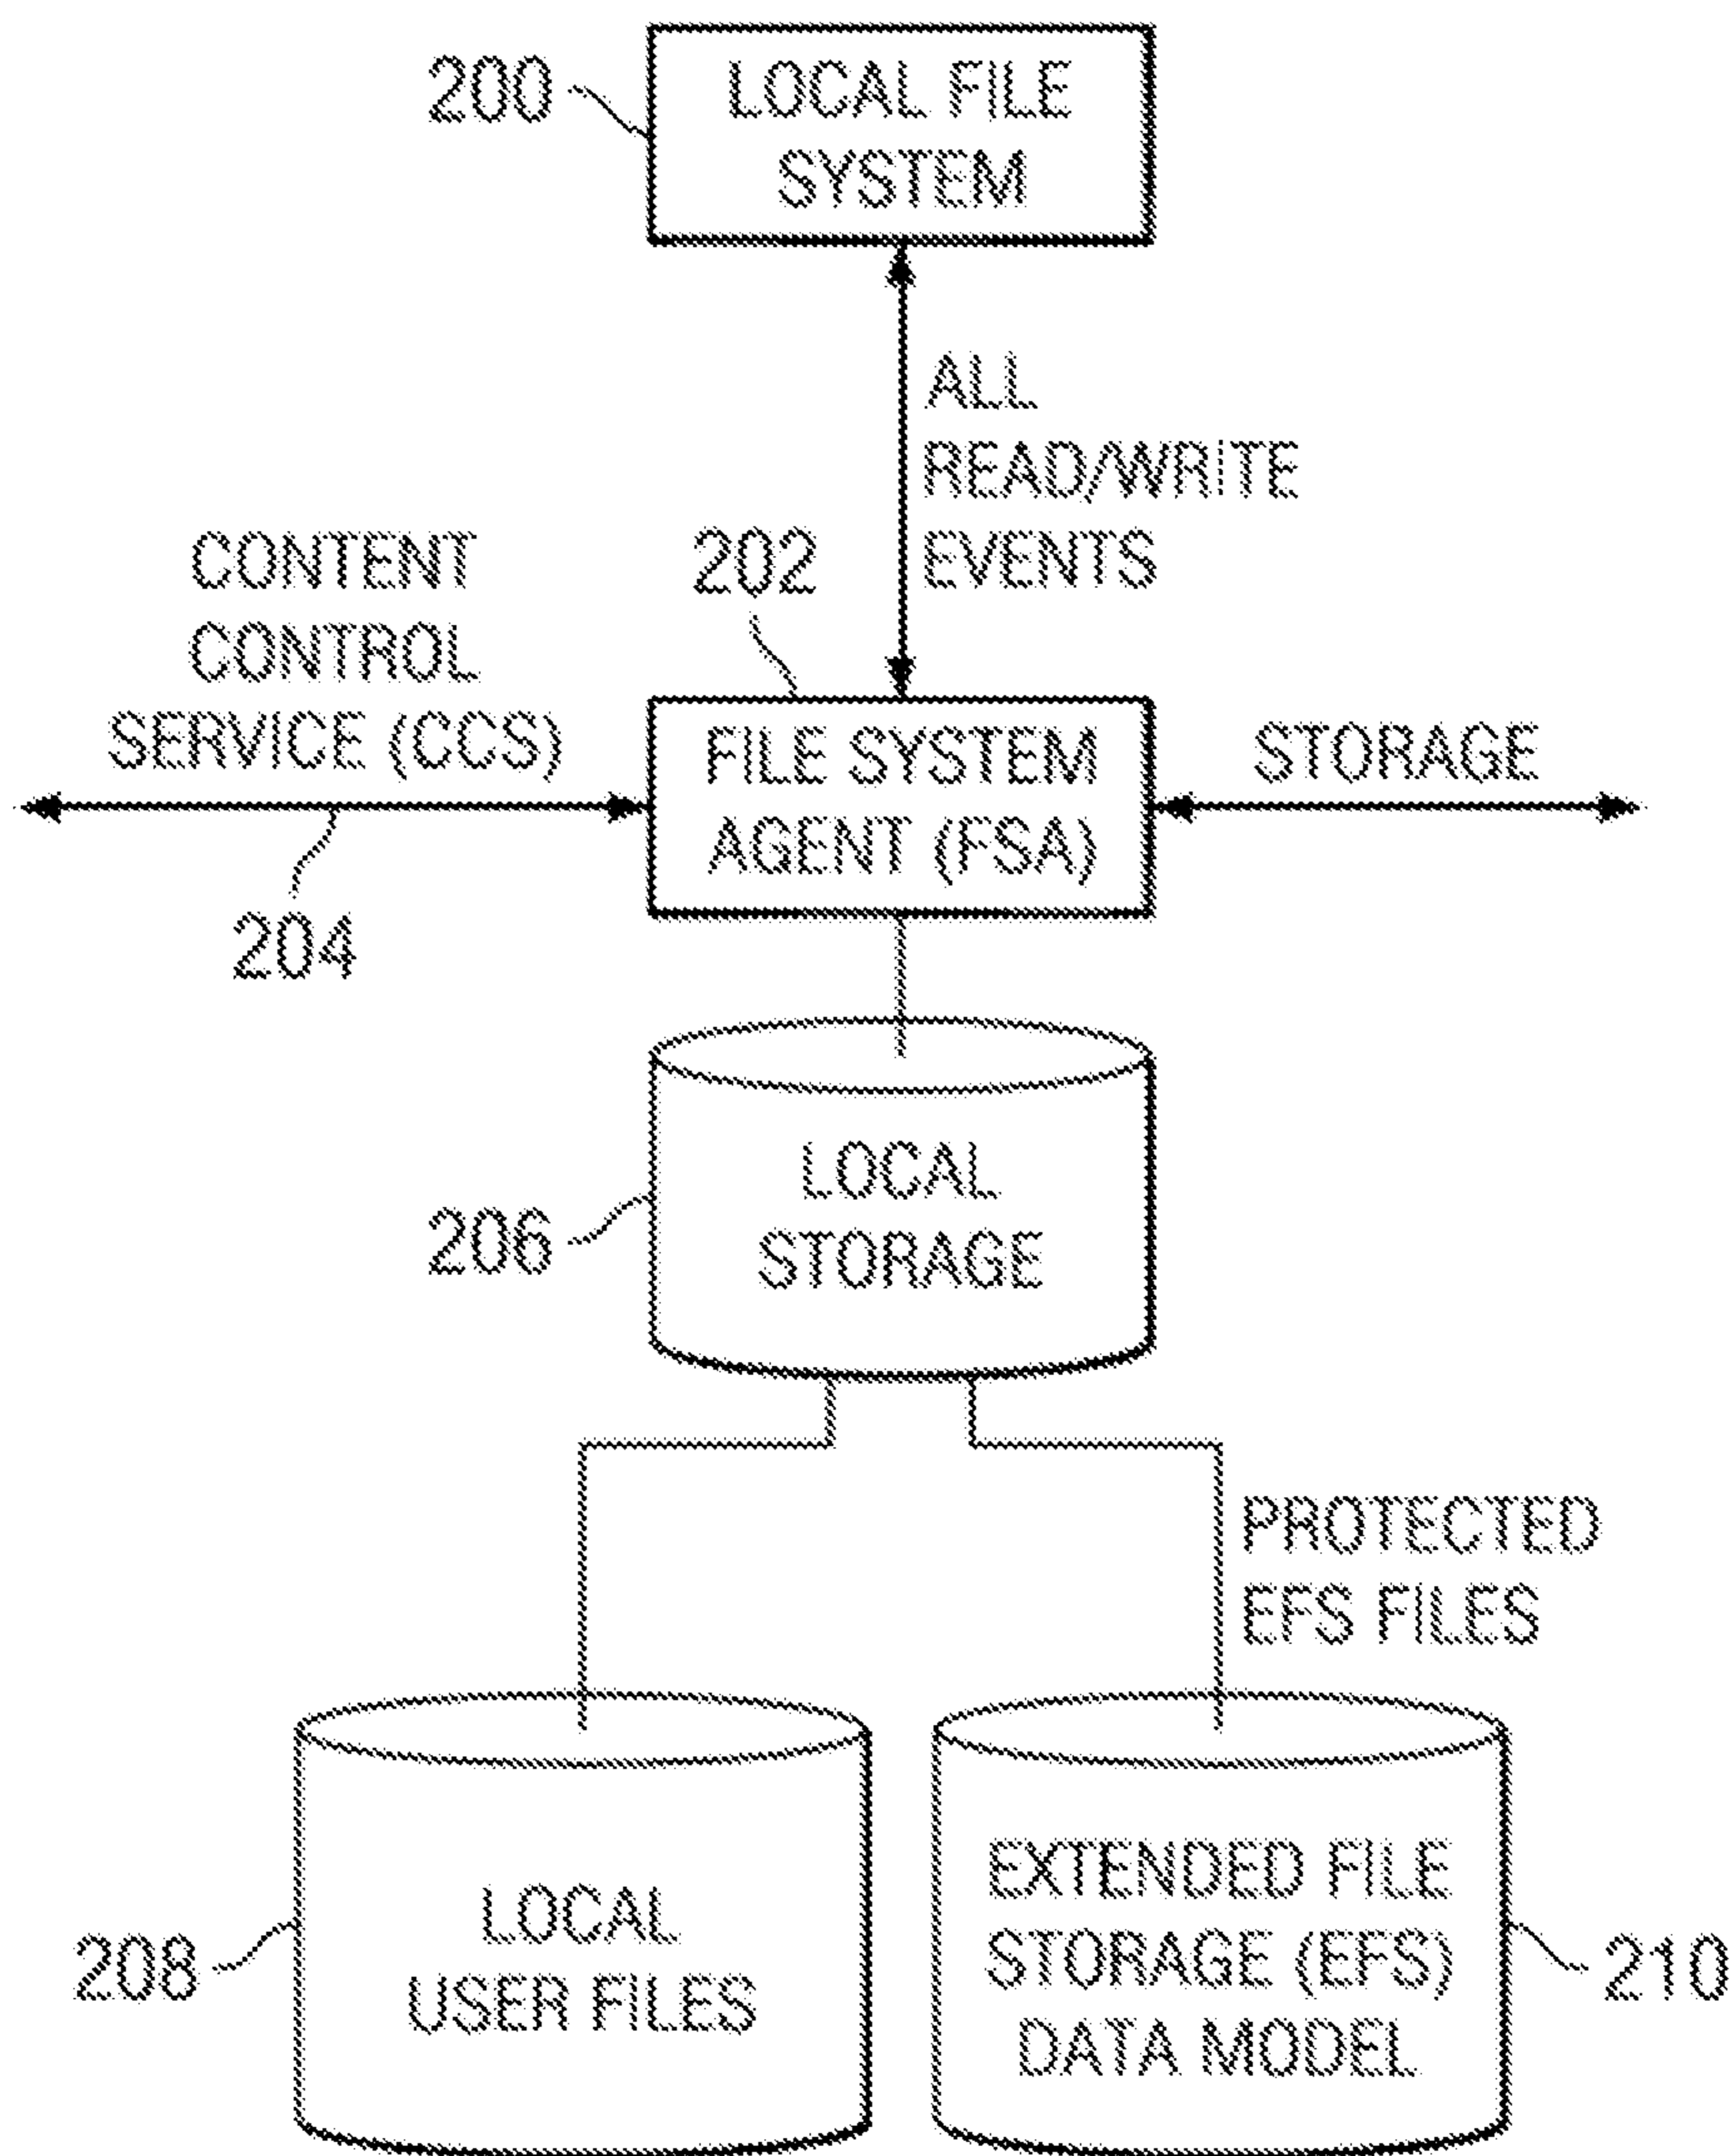 200
LOCAL FILE
SYSTEM
ALL
READ/WRITE
EVENTS
CONTENT
CONTROL
SERVICE (CCS)
202
FILE SYSTEM
AGENT (FSA)
STORAGE
204
LOCAL
STORAGE
206
PROTECTED
EFS FILES
LOCAL
USER FILES
208
EXTENDED FILE
STORAGE (EFS)
DATA MODEL
210